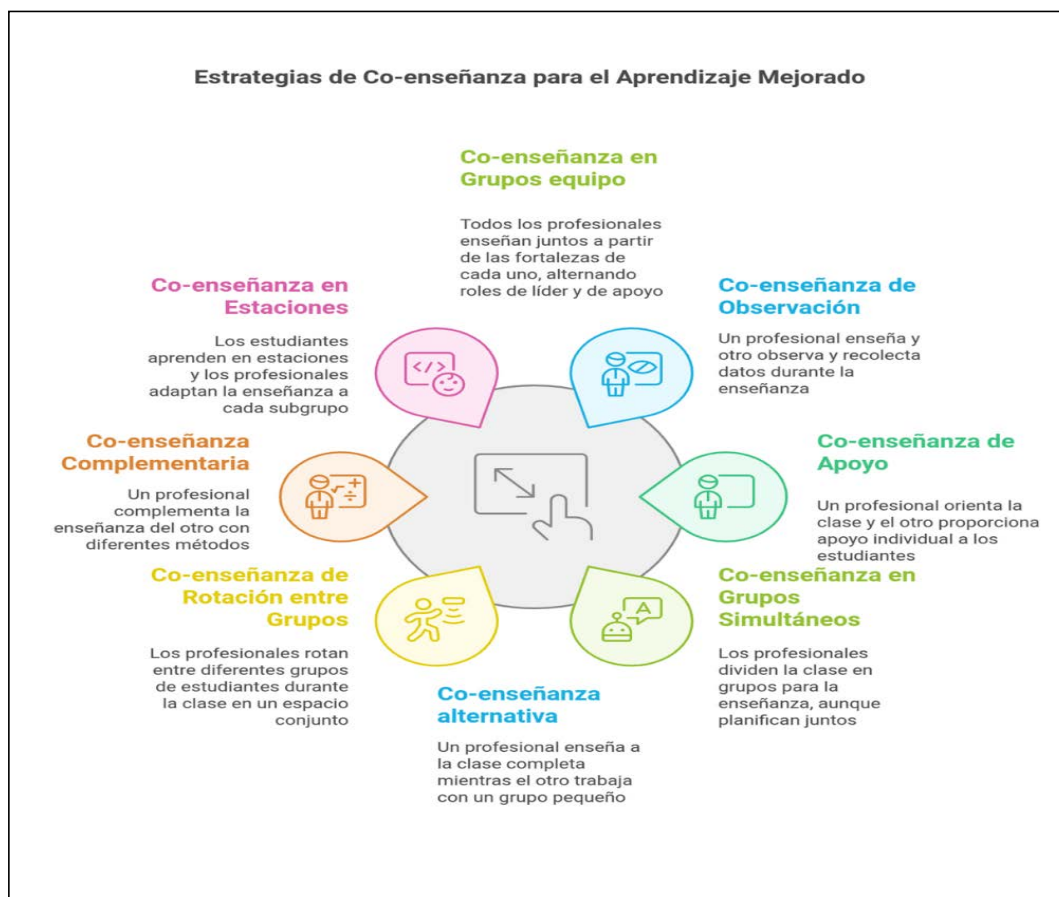 Estrategias de Co-enseñanza para el Aprendizaje Mejorado
Co-enseñanza en
Grupos equipo
Todos los profesionales
enseñan juntos a partir
de las fortalezas de
cada uno, alternando
roles de líder y de apoyo
Co-enseñanza en
Estaciones
Los estudiantes
aprenden en estaciones
y los profesionales
adaptan la enseñanza a
cada subgrupo
Co-enseñanza de
Observación
Un profesional enseña y
otro observa y recolecta
datos durante la
enseñanza
Co-enseñanza
Complementaria
Un profesional
complementa la
enseñanza del otro con
diferentes métodos
Co-enseñanza de
Apoyo
Un profesional orienta la
clase y el otro proporciona
apoyo individual a los
estudiantes
Co-enseñanza de
Rotación entre
Grupos
Los profesionales rotan
entre diferentes grupos
de estudiantes durante
la clase en un espacio
conjunto
Co-enseñanza en
Grupos
Simultáneos
Los profesionales
dividen la clase en
grupos para la
enseñanza, aunque
planifican juntos
Co-enseñanza
alternativa
Un profesional enseña a
la clase completa
mientras el otro trabaja
con un grupo pequeño